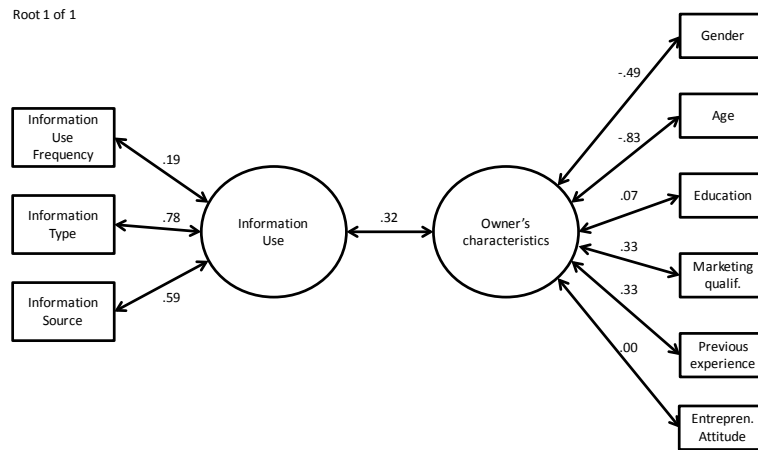 Root 1 of 1
Information
Use
Frequency
Information
Type
Information
Source
.19
.78
.59
Information
Use
.32
Owner's
characteristics
-.49
-.83
.07
.33
.33
.00
Gender
Age
Education
Marketing
qualif.
Previous
experience
Entrepren.
Attitude